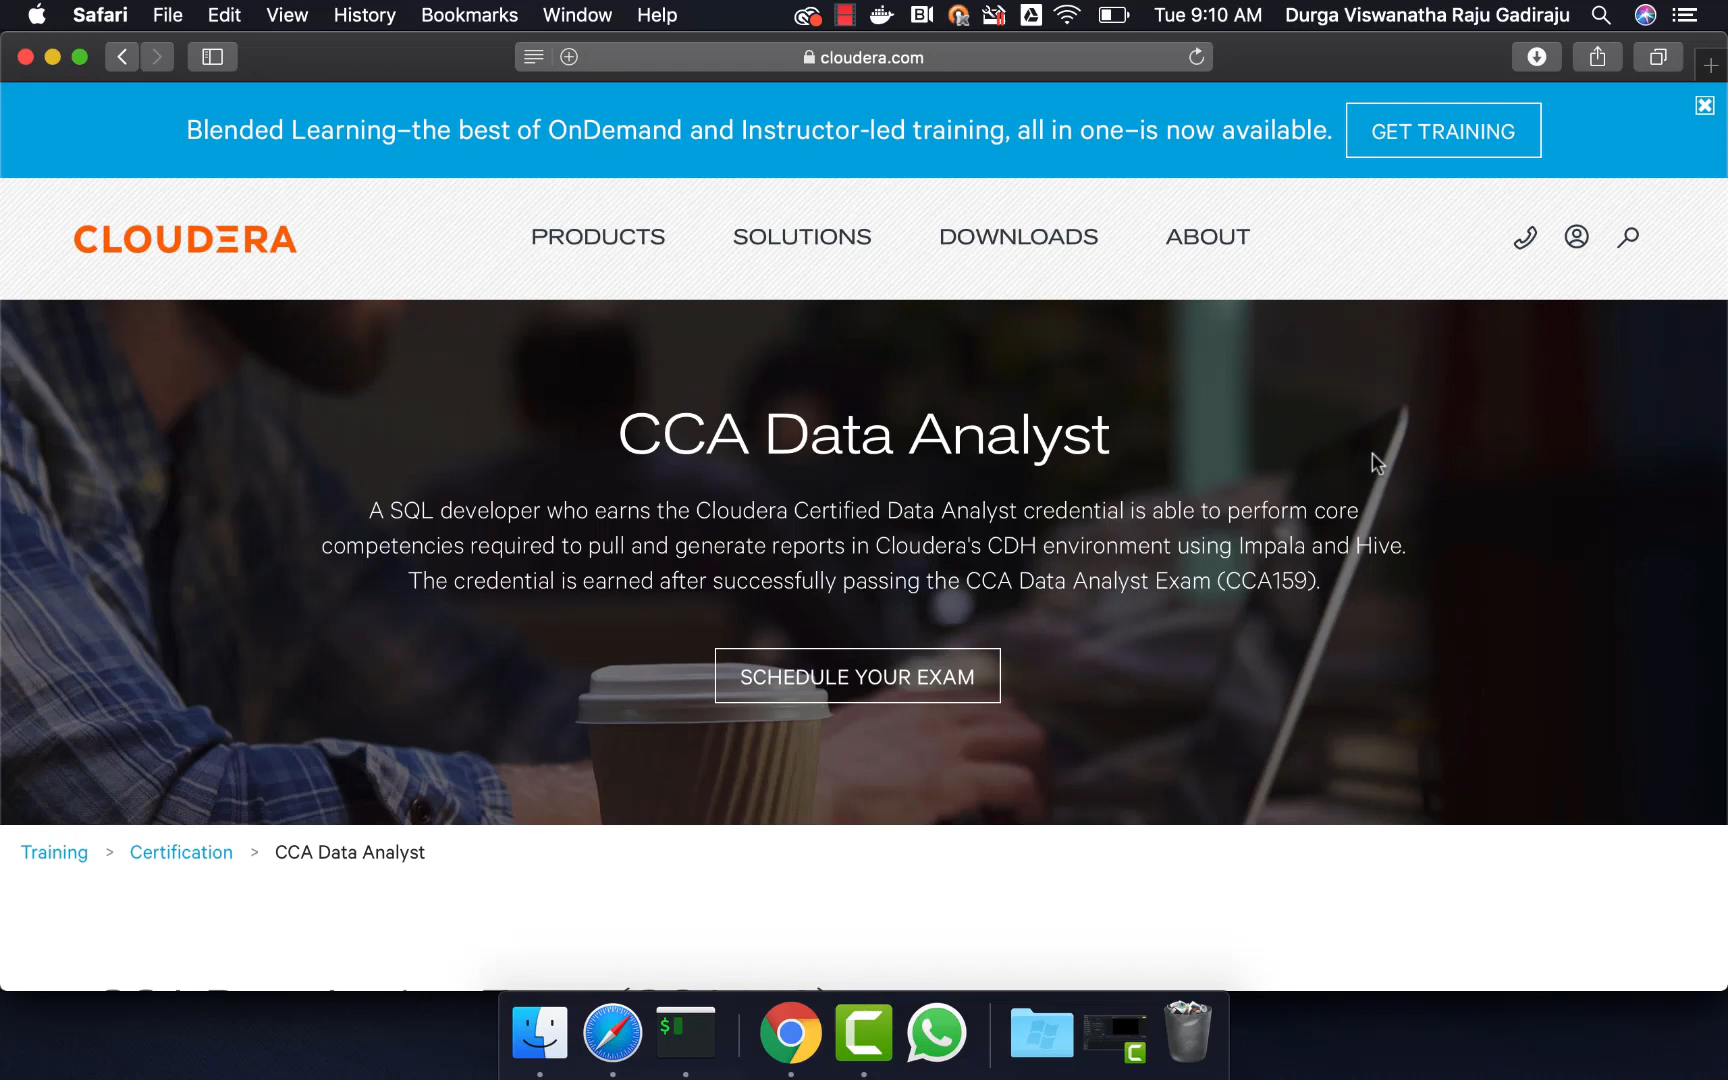 Safari File Edit View History Bookmarks Window Help Tue 9:10 AM Durga Viswanatha Raju Gadiraju
cloudera.com
Blended Learning–the best of OnDemand and Instructor-led training, all in one–is now available. GET TRAINING
CLOUDERA PRODUCTS SOLUTIONS DOWNLOADS ABOUT
CCA Data Analyst
A SQL developer who earns the Cloudera Certified Data Analyst credential is able to perform core
competencies required to pull and generate reports in Cloudera's CDH environment using Impala and Hive.
The credential is earned after successfully passing the CCA Data Analyst Exam (CCA159).
SCHEDULE YOUR EXAM
Training > Certification > CCA Data Analyst